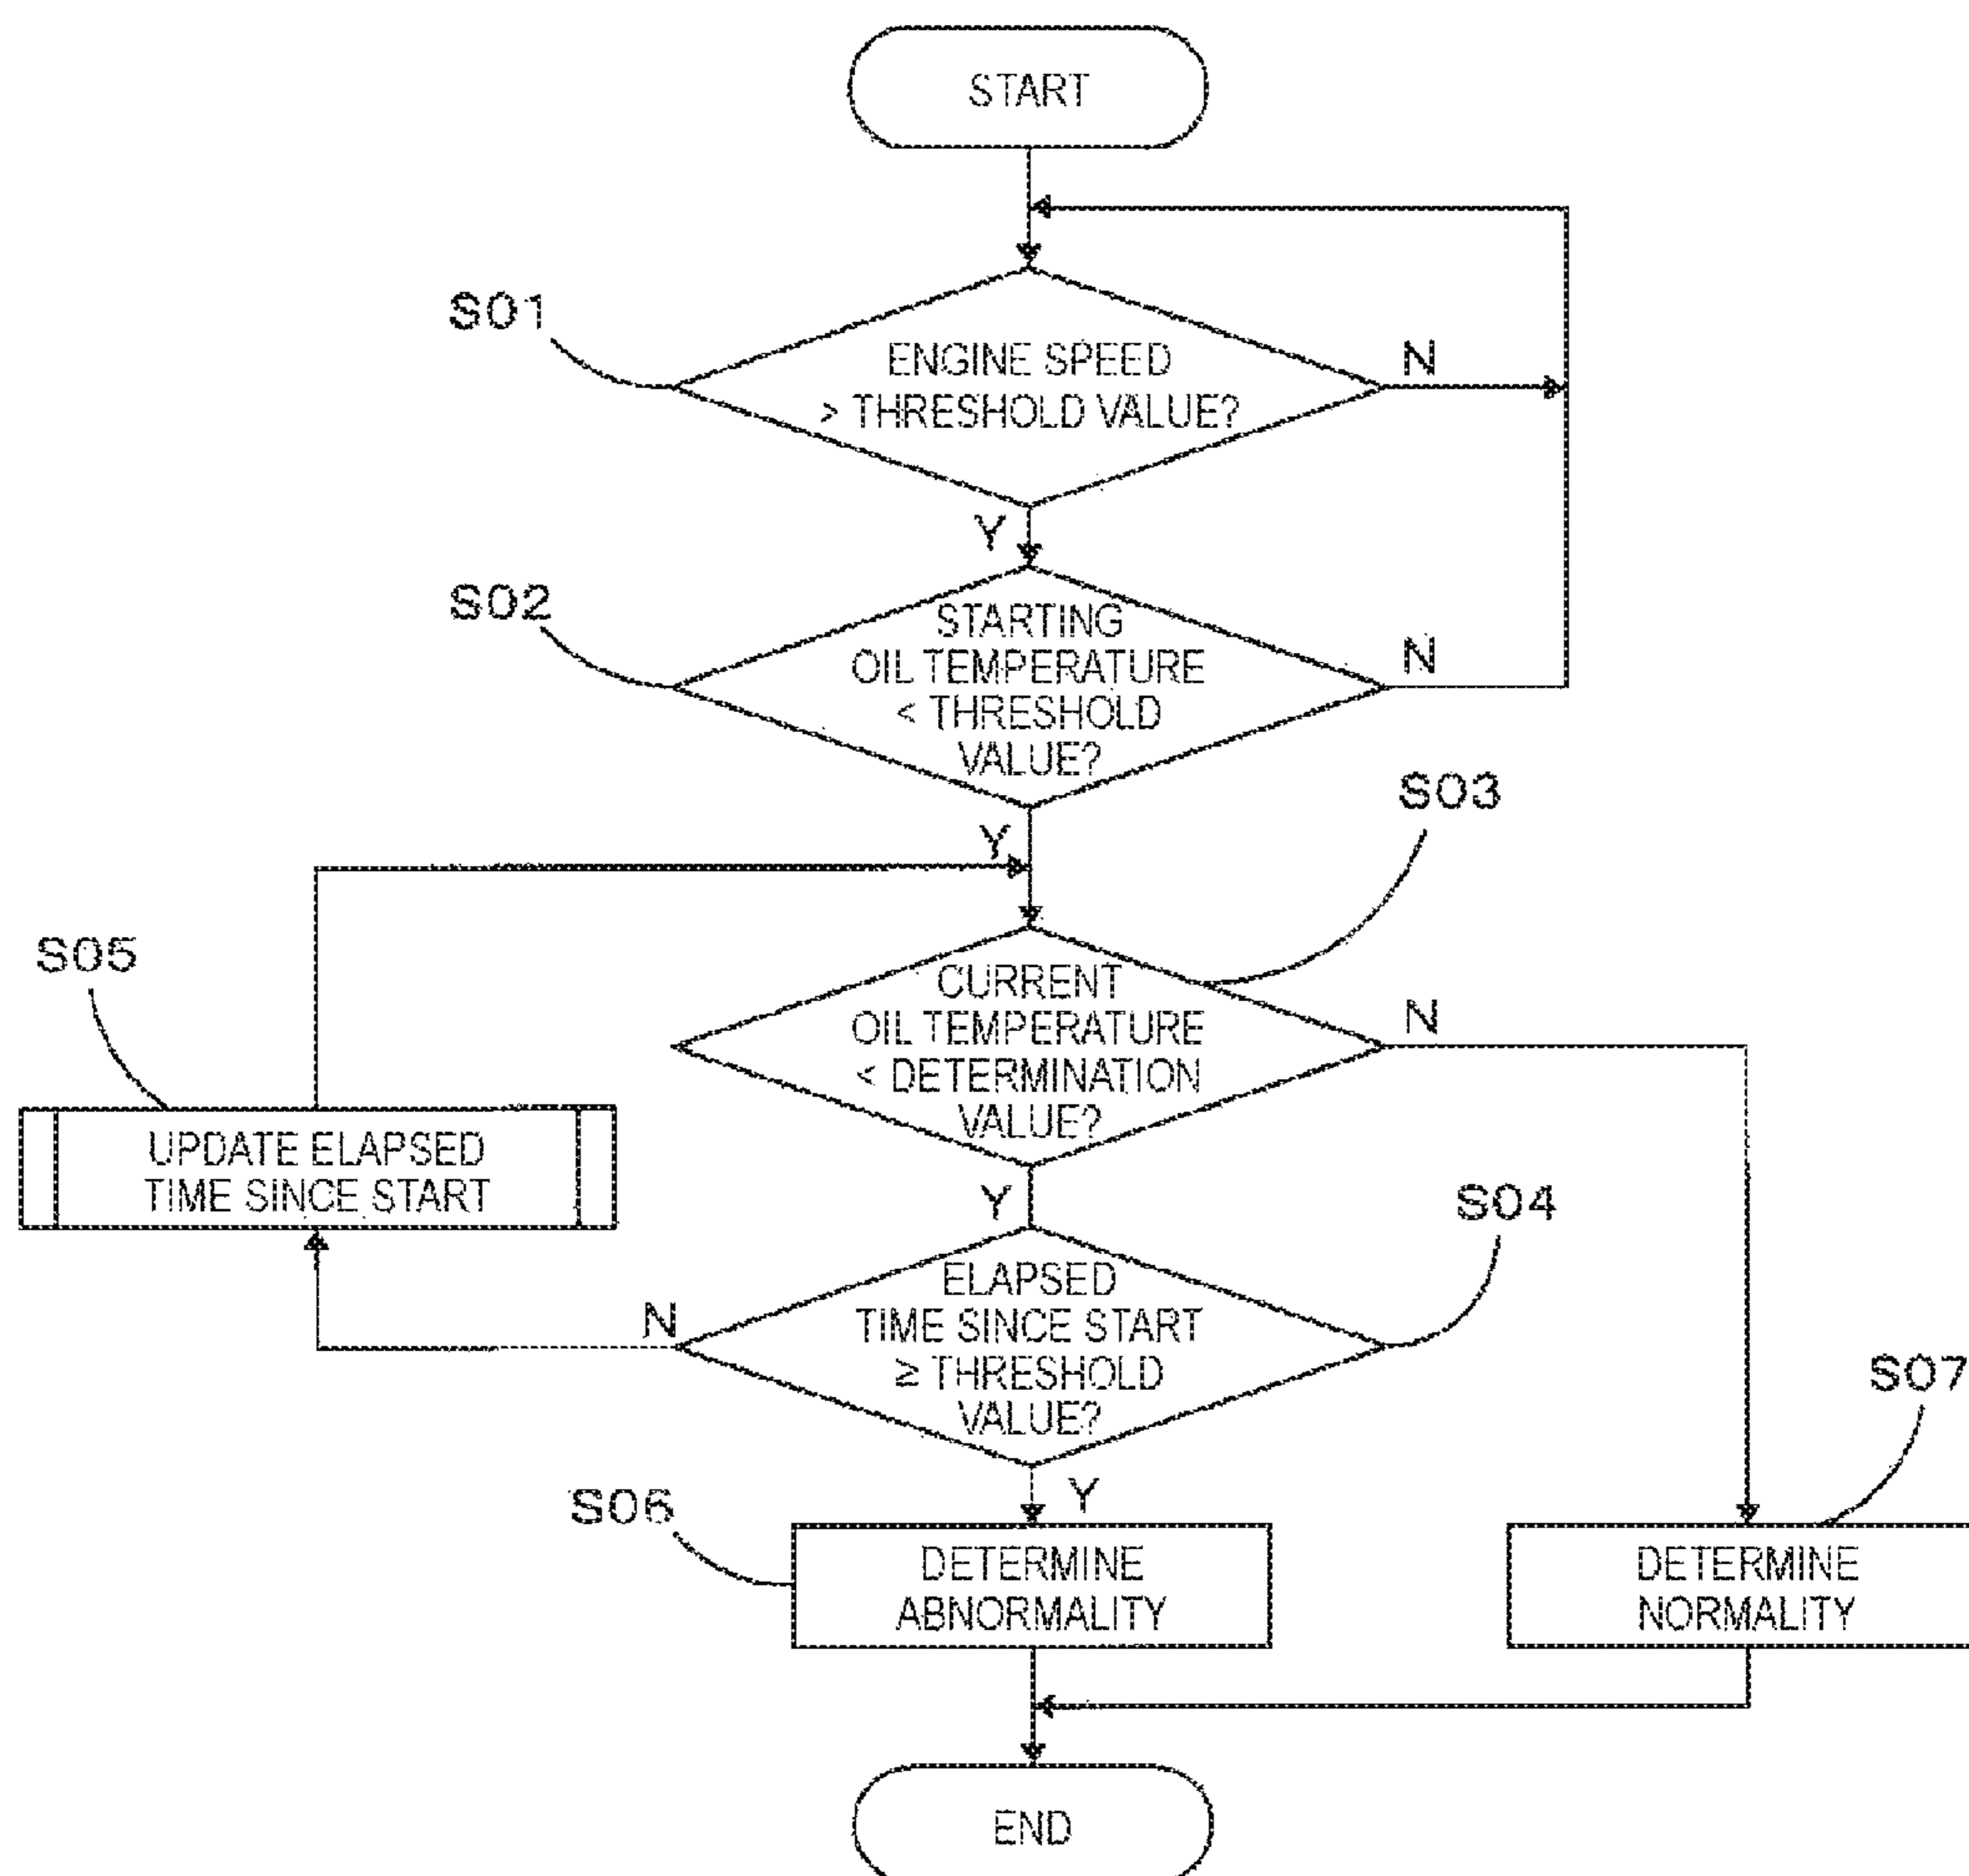 START
S01
ENGINE SPEED
> THRESHOLD VALUE?
N
Y
S02
STARTING
OIL TEMPERATURE
< THRESHOLD
VALUE?
N
Y
S03
CURRENT
OIL TEMPERATURE
< DETERMINATION
VALUE?
N
Y
S05
UPDATE ELAPSED
TIME SINCE START
S04
ELAPSED
TIME SINCE START
≥ THRESHOLD
VALUE?
N
Y
S06
DETERMINE
ABNORMALITY
S07
DETERMINE
NORMALITY
END